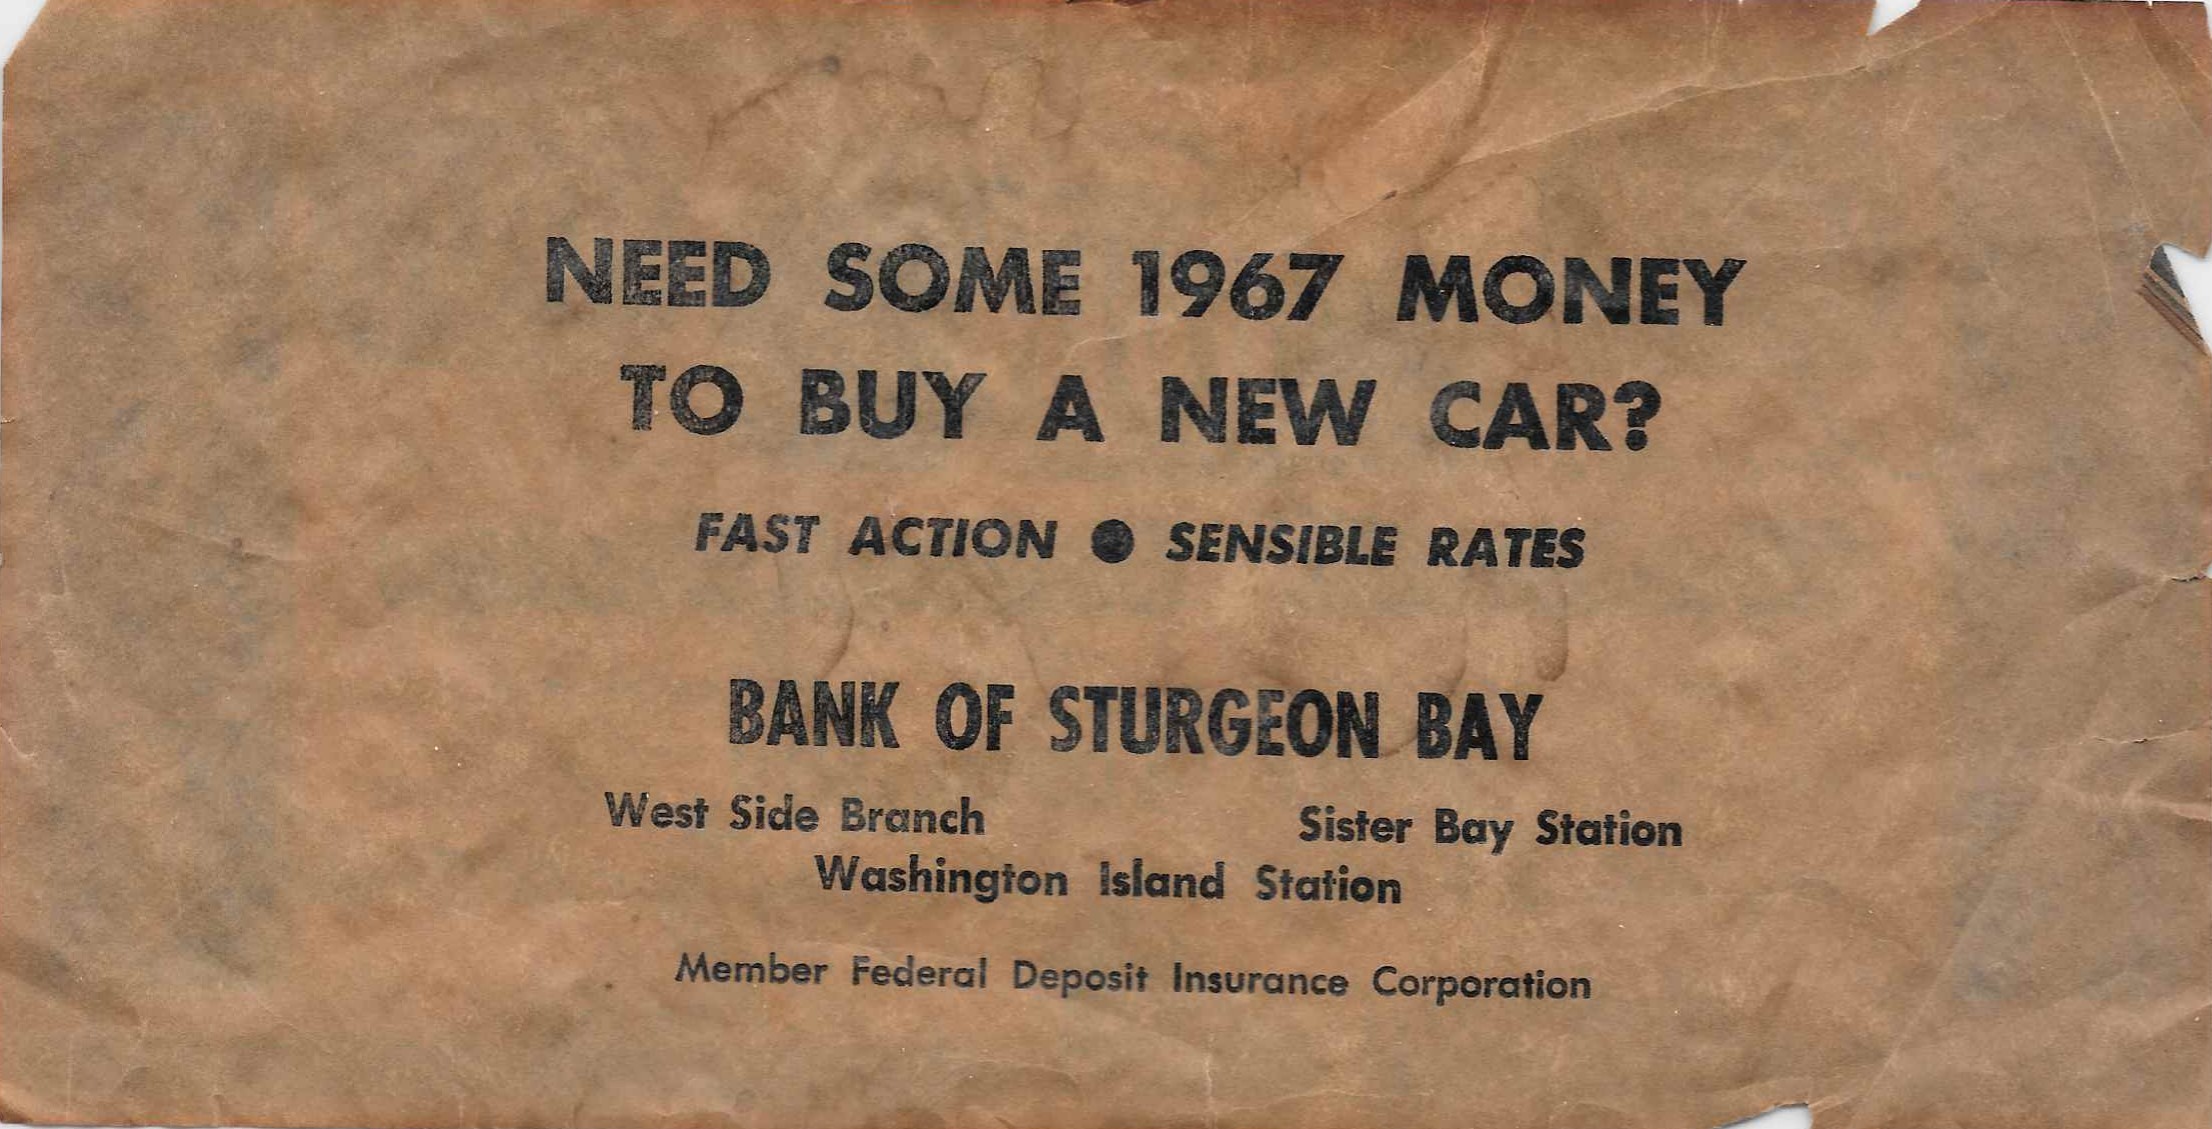 NEED SOME 1967 MONEY
TO BUY A NEW CAR?
FAST ACTION ● SENSIBLE RATES
BANK OF STURGEON BAY
West Side Branch Sister Bay Station
Washington Island Station
Member Federal Deposit Insurance Corporation